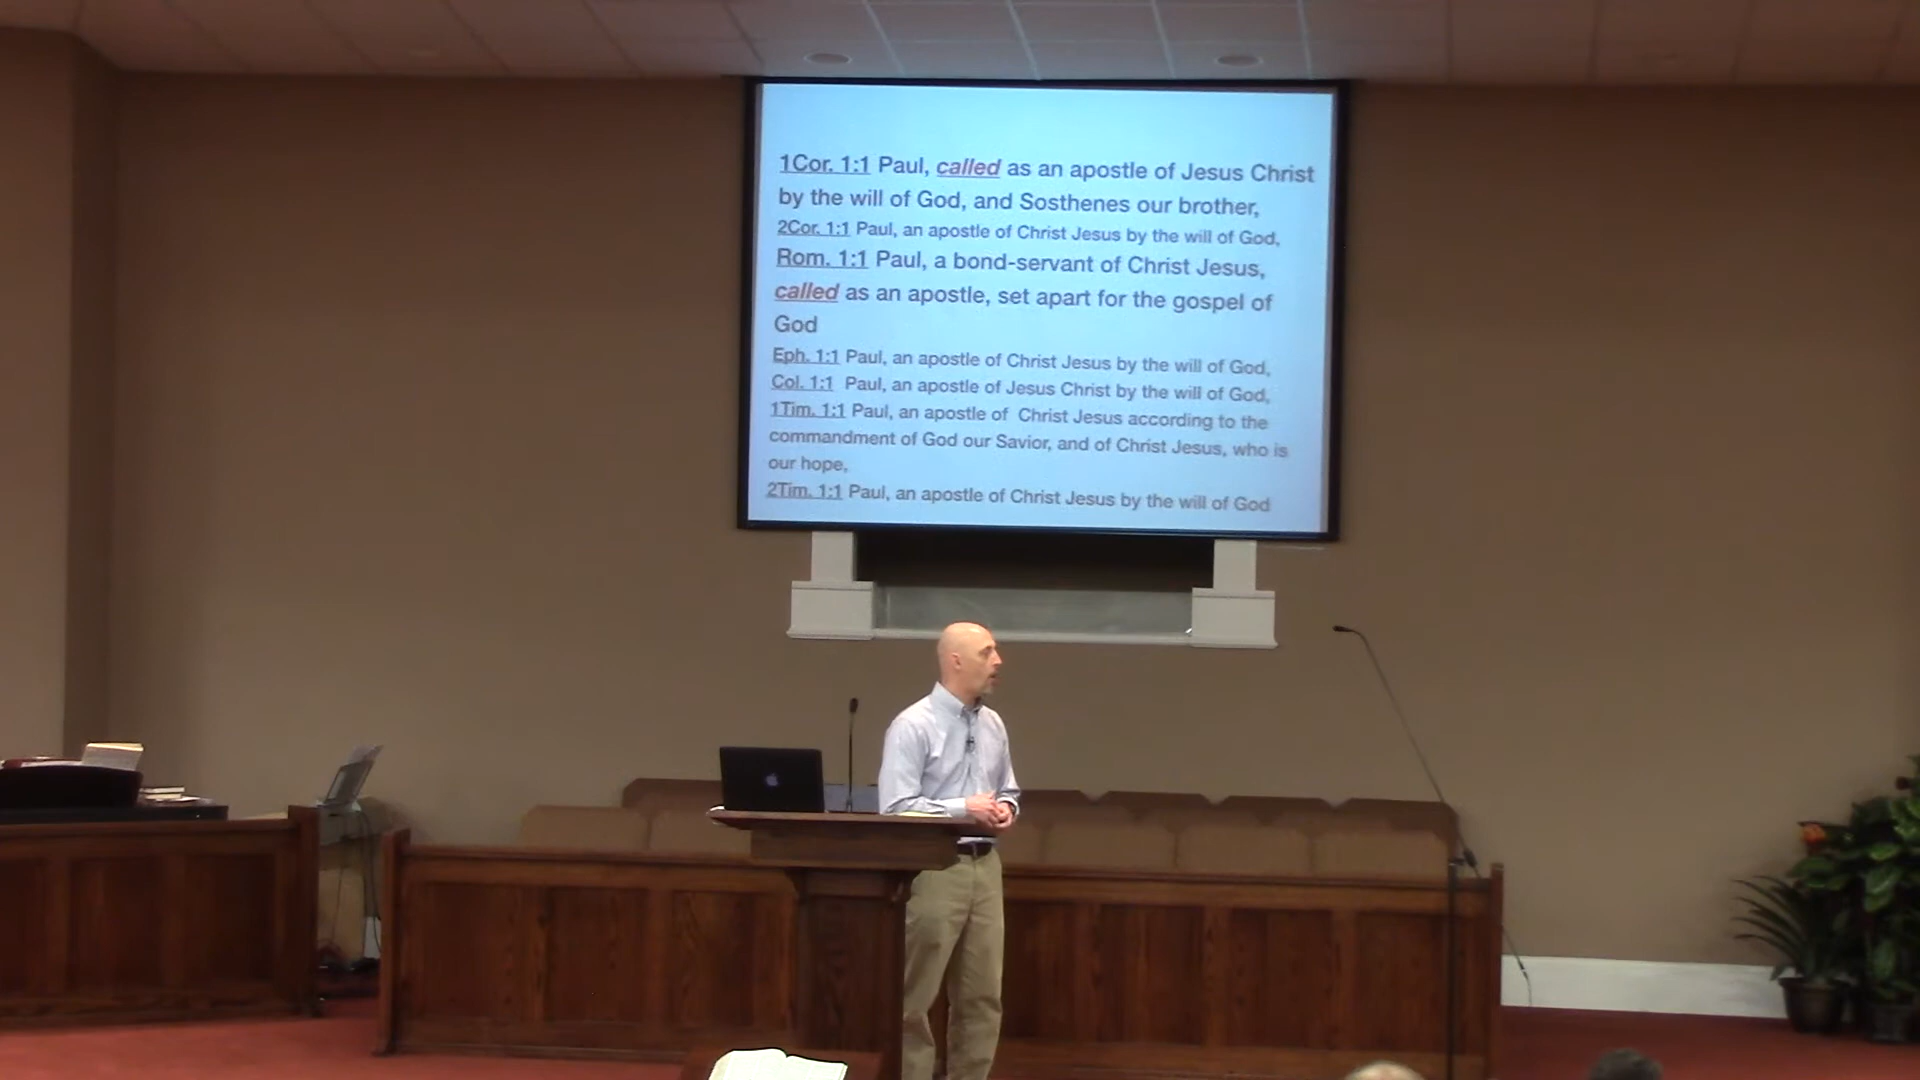 1Cor. 1:1 Paul, called as an apostle of Jesus Christ
by the will of God, and Sosthenes our brother,
2Cor. 1:1 Paul, an apostle of Christ Jesus by the will of God,
Rom. 1:1 Paul, a bond-servant of Christ Jesus,
called as an apostle, set apart for the gospel of
God
Eph. 1:1 Paul, an apostle of Christ Jesus by the will of God,
Col. 1:1 Paul, an apostle of Jesus Christ by the will of God,
1Tim. 1:1 Paul, an apostle of Christ Jesus according to the
commandment of God our Savior, and of Christ Jesus, who is
our hope,
2Tim. 1:1 Paul, an apostle of Christ Jesus by the will of God